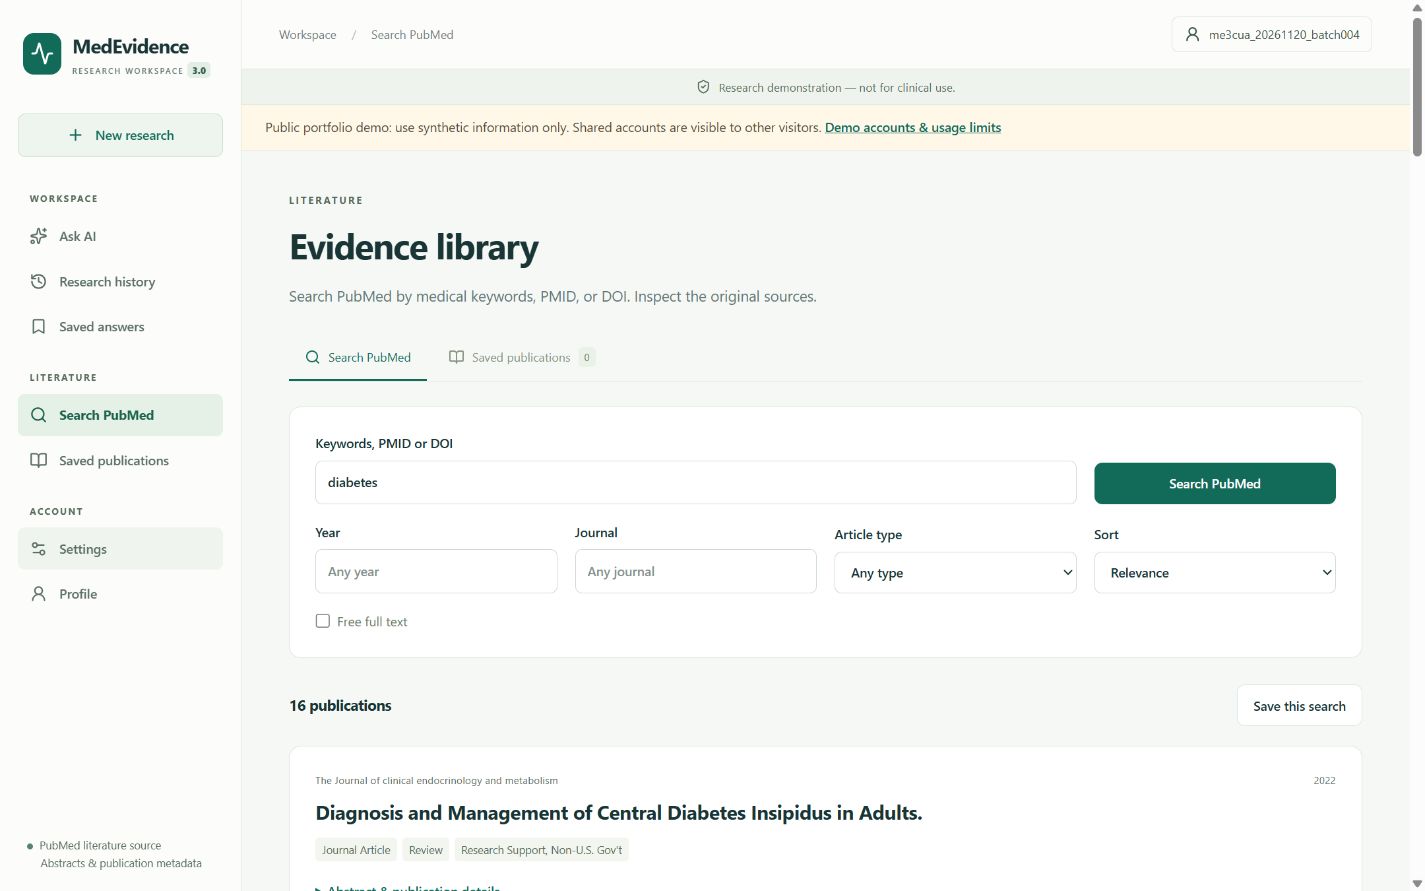 MedEvidence
RESEARCH WORKSPACE 3.0
New research
WORKSPACE
Ask AI
Research history
Saved answers
LITERATURE
Search PubMed
Saved publications
ACCOUNT
Settings
Profile
PubMed literature source
Abstracts & publication metadata
Workspace / Search PubMed
me3cua_20261120_batch004
Research demonstration — not for clinical use.
Public portfolio demo: use synthetic information only. Shared accounts are visible to other visitors. Demo accounts & usage limits
LITERATURE
Evidence library
Search PubMed by medical keywords, PMID, or DOI. Inspect the original sources.
Search PubMed
Saved publications 0
Keywords, PMID or DOI
diabetes
Search PubMed
Year
Journal
Article type
Sort
Any year
Any journal
Any type
Relevance
Free full text
16 publications
Save this search
The Journal of clinical endocrinology and metabolism
2022
Diagnosis and Management of Central Diabetes Insipidus in Adults.
Journal Article
Review
Research Support, Non-U.S. Gov't
Abstract & publication details